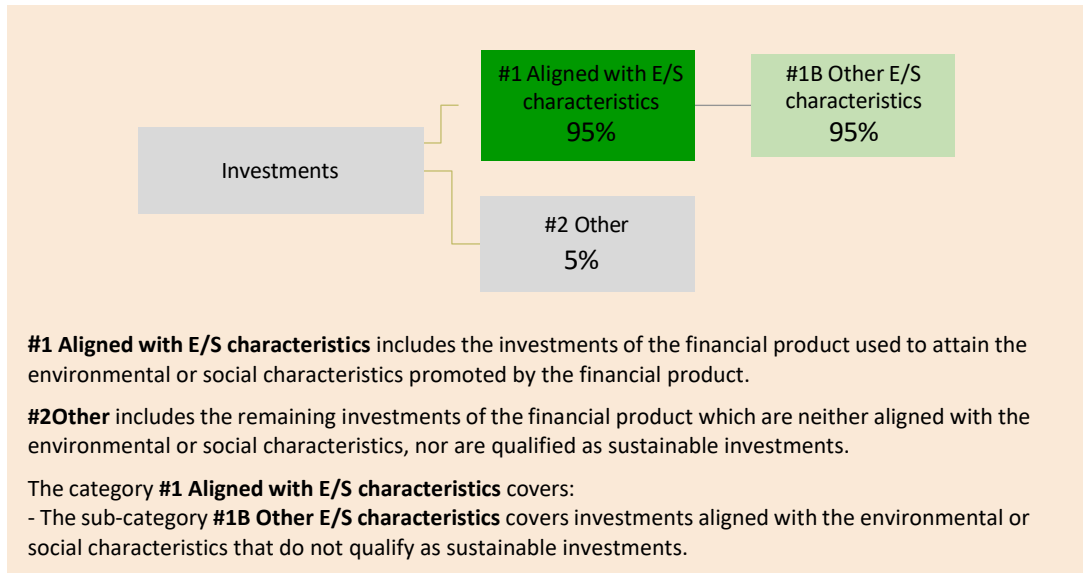 #1 Aligned with E/S
characteristics
95%
#1B Other E/S
characteristics
95%
Investments
#2 Other
5%
#1 Aligned with E/S characteristics includes the investments of the financial product used to attain the
environmental or social characteristics promoted by the financial product.
#2Other includes the remaining investments of the financial product which are neither aligned with the
environmental or social characteristics, nor are qualified as sustainable investments.
The category #1 Aligned with E/S characteristics covers:
- The sub-category #1B Other E/S characteristics covers investments aligned with the environmental or
social characteristics that do not qualify as sustainable investments.